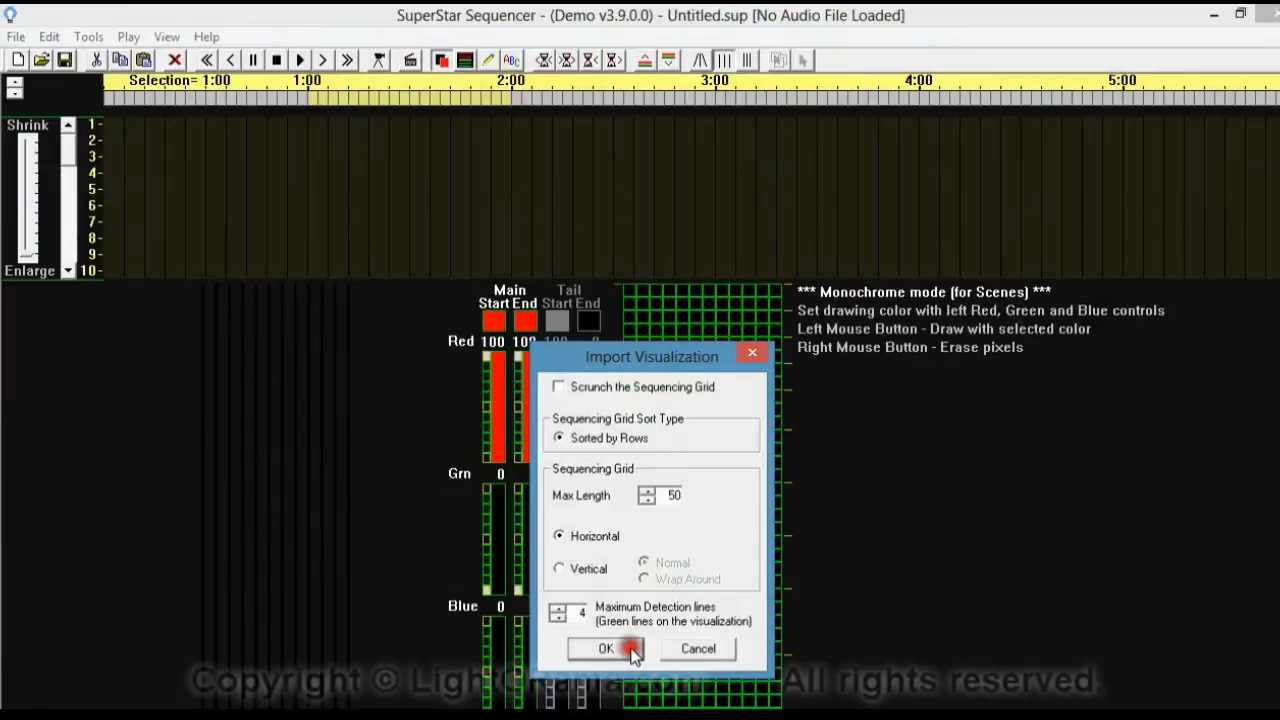 SuperStar Sequencer - (Demo v3.9.0.0) - Untitled.sup [No Audio File Loaded]
File Edit Tools Play View Help
ABC
Selection= 1:00 1:00 2:00 3:00 4:00 5:00
Shrink
1-
2-
3-
4-
5-
6-
7-
8-
9-
10-
Enlarge
Main Tail
Start End Start End
Red 100 100 100 0
Grn 0
Blue 0
*** Monochrome mode (for Scenes) ***
Set drawing color with left Red, Green and Blue controls
Left Mouse Button - Draw with selected color
Right Mouse Button - Erase pixels
Import Visualization
Scrunch the Sequencing Grid
Sequencing Grid Sort Type
Sorted by Rows
Sequencing Grid
Max Length 50
Horizontal
Vertical
Normal
Wrap Around
4 Maximum Detection lines
(Green lines on the visualization)
OK Cancel
Copyright © All rights reserved.